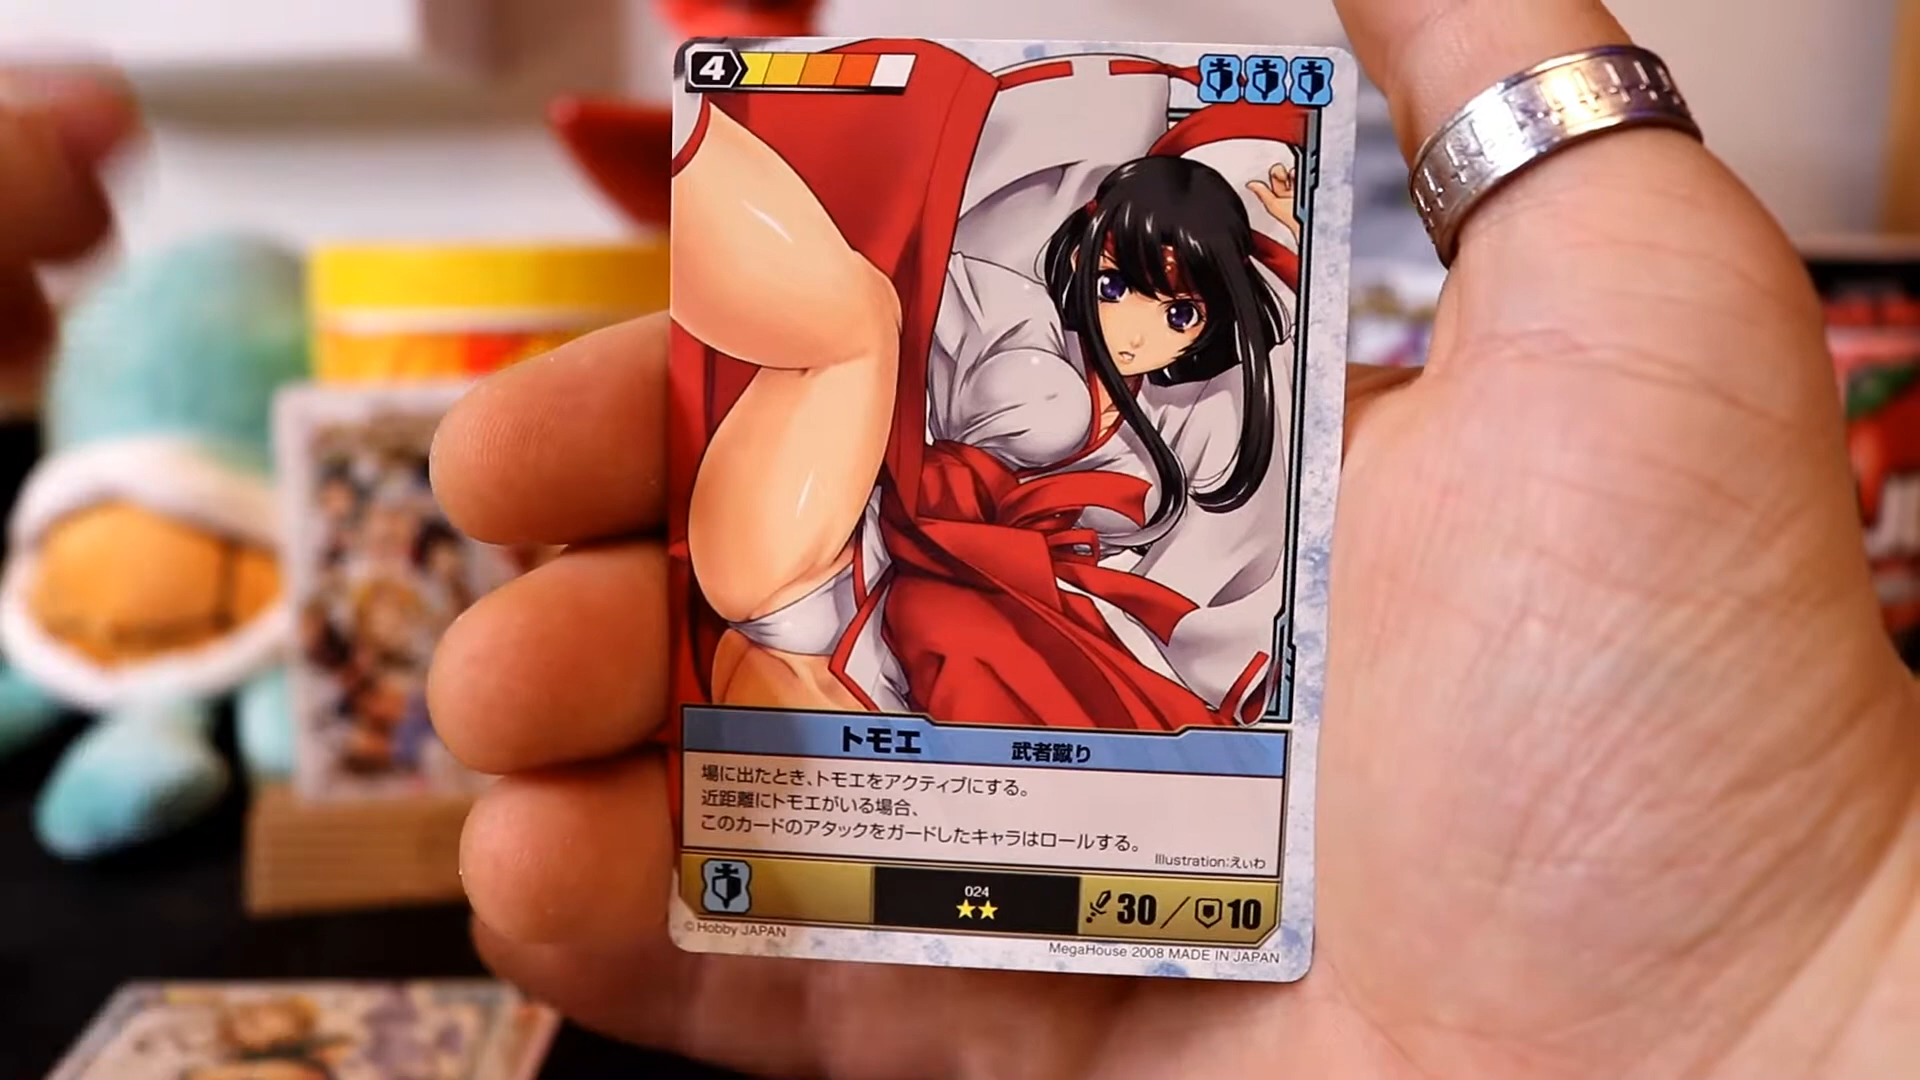 4
トモエ 武者蹴り
場に出たとき、トモエをアクティブにする。
近距離にトモエがいる場合、
このカードのアタックをガードしたキャラはロールする。
Illustration:えぃわ
024
★★
30/10
© Hobby JAPAN
MegaHouse 2008 MADE IN JAPAN